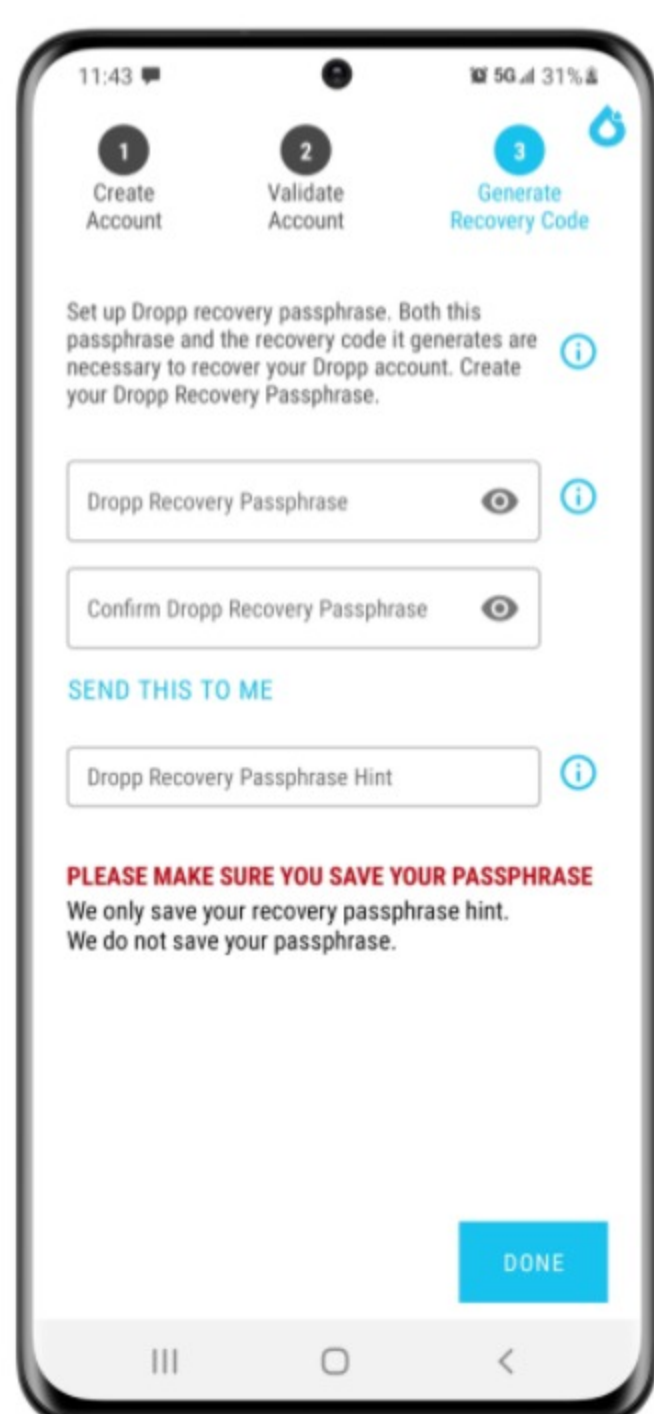 11:43
5G 31%
1
Create
Account
2
Validate
Account
3
Generate
Recovery Code
Set up Dropp recovery passphrase. Both this
passphrase and the recovery code it generates are
necessary to recover your Dropp account. Create
your Dropp Recovery Passphrase.
Dropp Recovery Passphrase
Confirm Dropp Recovery Passphrase
SEND THIS TO ME
Dropp Recovery Passphrase Hint
PLEASE MAKE SURE YOU SAVE YOUR PASSPHRASE
We only save your recovery passphrase hint.
We do not save your passphrase.
DONE